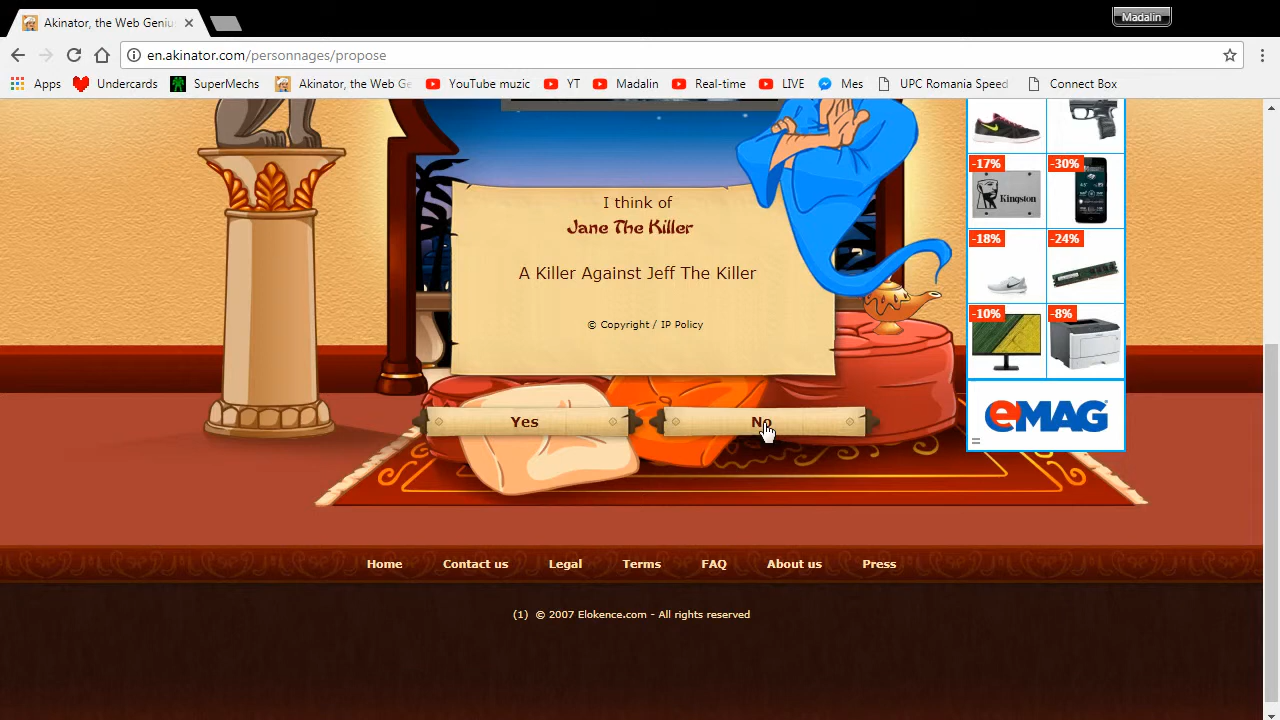 Madalin
Akinator, the Web Geniu
en.akinator.com/personnages/propose
Apps Undercards SuperMechs Akinator, the Web Ge YouTube muzic YT Madalin Real-time LIVE Mes UPC Romania Speed Connect Box
I think of
Jane The Killer
A Killer Against Jeff The Killer
© Copyright / IP Policy
Yes No
-17% -30%
Kingston
-18% -24%
-10% -8%
eMAG
Home Contact us Legal Terms FAQ About us Press
(1) © 2007 Elokence.com - All rights reserved